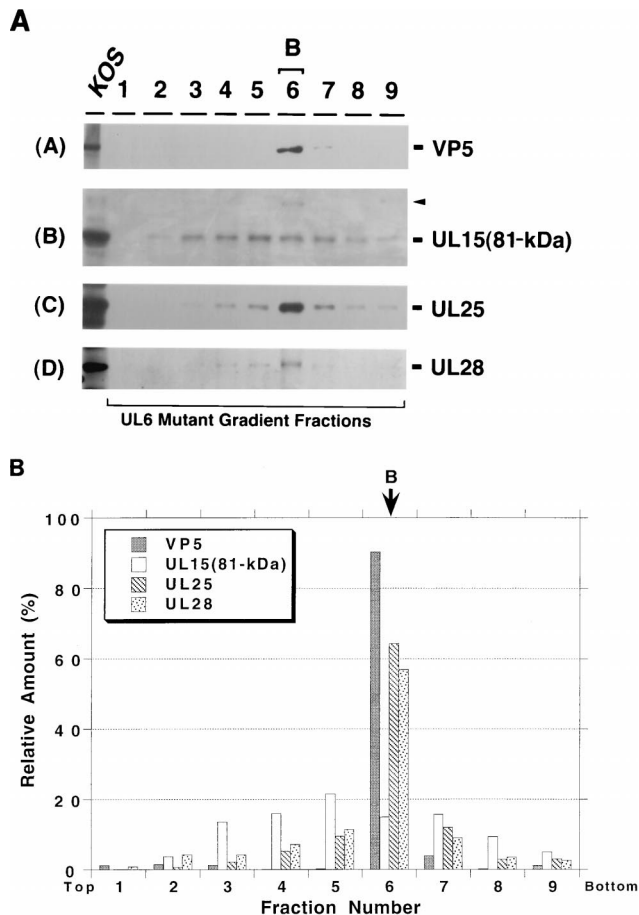 A
B
KOS 1 2 3 4 5 6 7 8 9
(A) VP5
(B) UL15(81-kDa)
(C) UL25
(D) UL28
UL6 Mutant Gradient Fractions
B
B
100
80
60
40
20
0
Relative Amount (%)
VP5
UL15(81-kDa)
UL25
UL28
Top 1 2 3 4 5 6 7 8 9 Bottom
Fraction Number